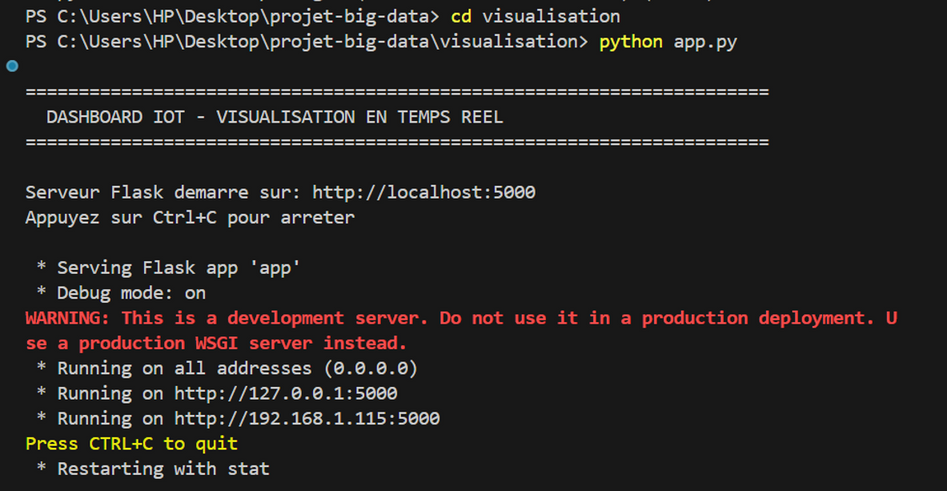 PS C:\Users\HP\Desktop\projet-big-data> cd visualisation
PS C:\Users\HP\Desktop\projet-big-data\visualisation> python app.py
======================================================================
  DASHBOARD IOT - VISUALISATION EN TEMPS REEL
======================================================================
Serveur Flask demarre sur: http://localhost:5000
Appuyez sur Ctrl+C pour arreter
 * Serving Flask app 'app'
 * Debug mode: on
WARNING: This is a development server. Do not use it in a production deployment. U
se a production WSGI server instead.
 * Running on all addresses (0.0.0.0)
 * Running on http://127.0.0.1:5000
 * Running on http://192.168.1.115:5000
Press CTRL+C to quit
 * Restarting with stat